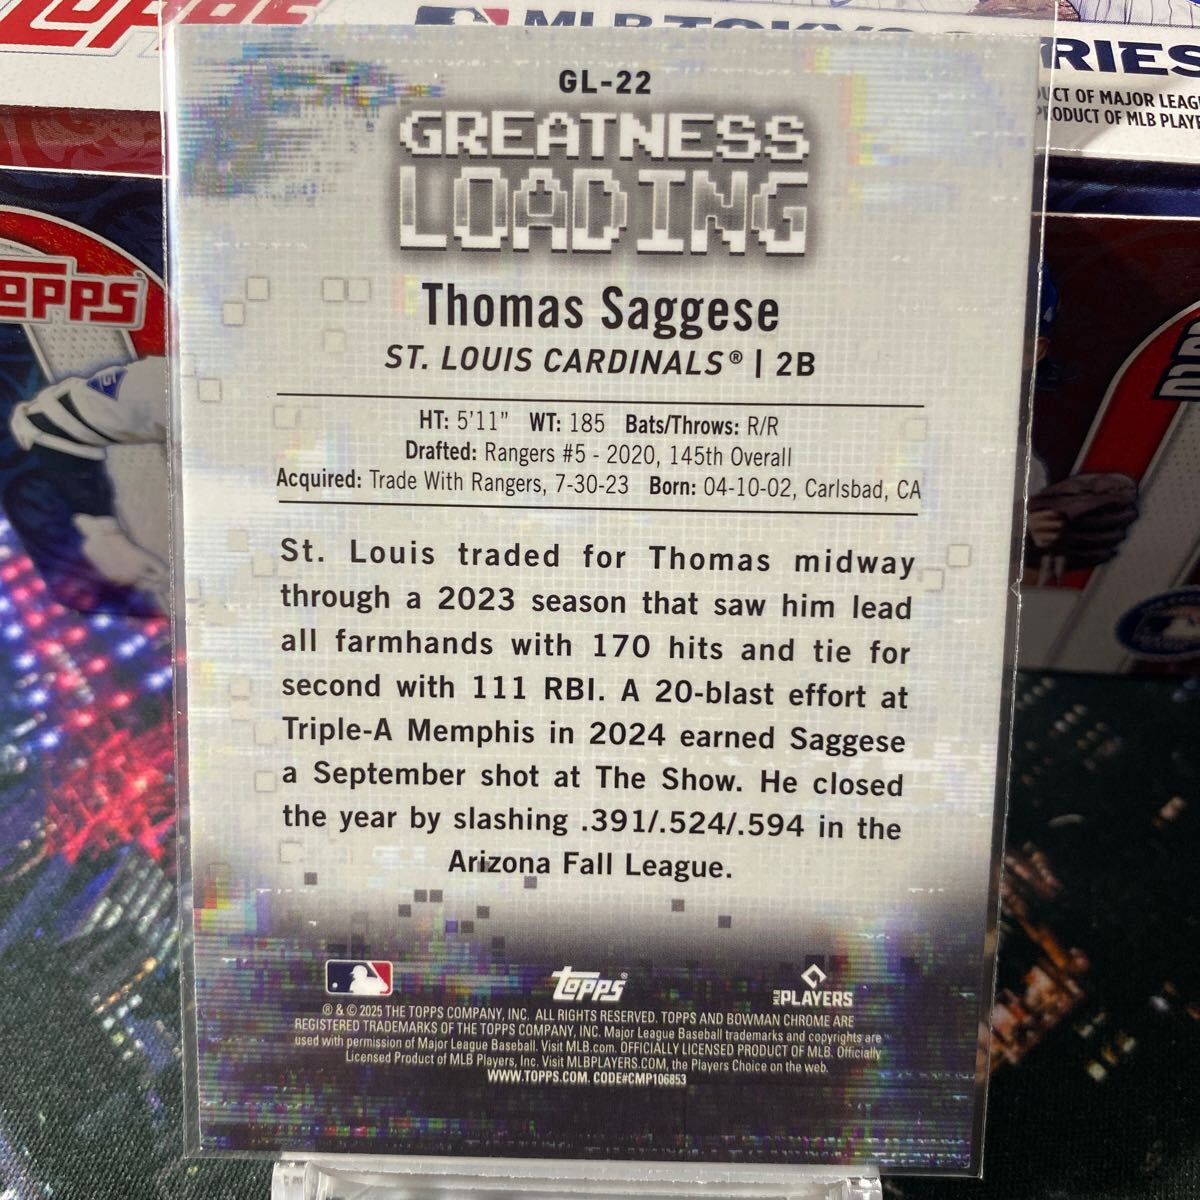 TOPPS
MLB TOKYO SERIES
PRODUCT OF MAJOR LEAG
PRODUCT OF MLB PLAYE
TOPPS
GL-22
GREATNESS
LOADING
Thomas Saggese
ST. LOUIS CARDINALS® | 2B
HT: 5'11" WT: 185 Bats/Throws: R/R
Drafted: Rangers #5 - 2020, 145th Overall
Acquired: Trade With Rangers, 7-30-23 Born: 04-10-02, Carlsbad, CA
St. Louis traded for Thomas midway
through a 2023 season that saw him lead
all farmhands with 170 hits and tie for
second with 111 RBI. A 20-blast effort at
Triple-A Memphis in 2024 earned Saggese
a September shot at The Show. He closed
the year by slashing .391/.524/.594 in the
Arizona Fall League.
Topps®
MLB PLAYERS
® & © 2025 THE TOPPS COMPANY, INC. ALL RIGHTS RESERVED. TOPPS AND BOWMAN CHROME ARE
REGISTERED TRADEMARKS OF THE TOPPS COMPANY, INC. Major League Baseball trademarks and copyrights are
used with permission of Major League Baseball. Visit MLB.com. OFFICIALLY LICENSED PRODUCT OF MLB. Officially
Licensed Product of MLB Players, Inc. Visit MLBPLAYERS.COM, the Players Choice on the web.
WWW.TOPPS.COM. CODE#CMP106853